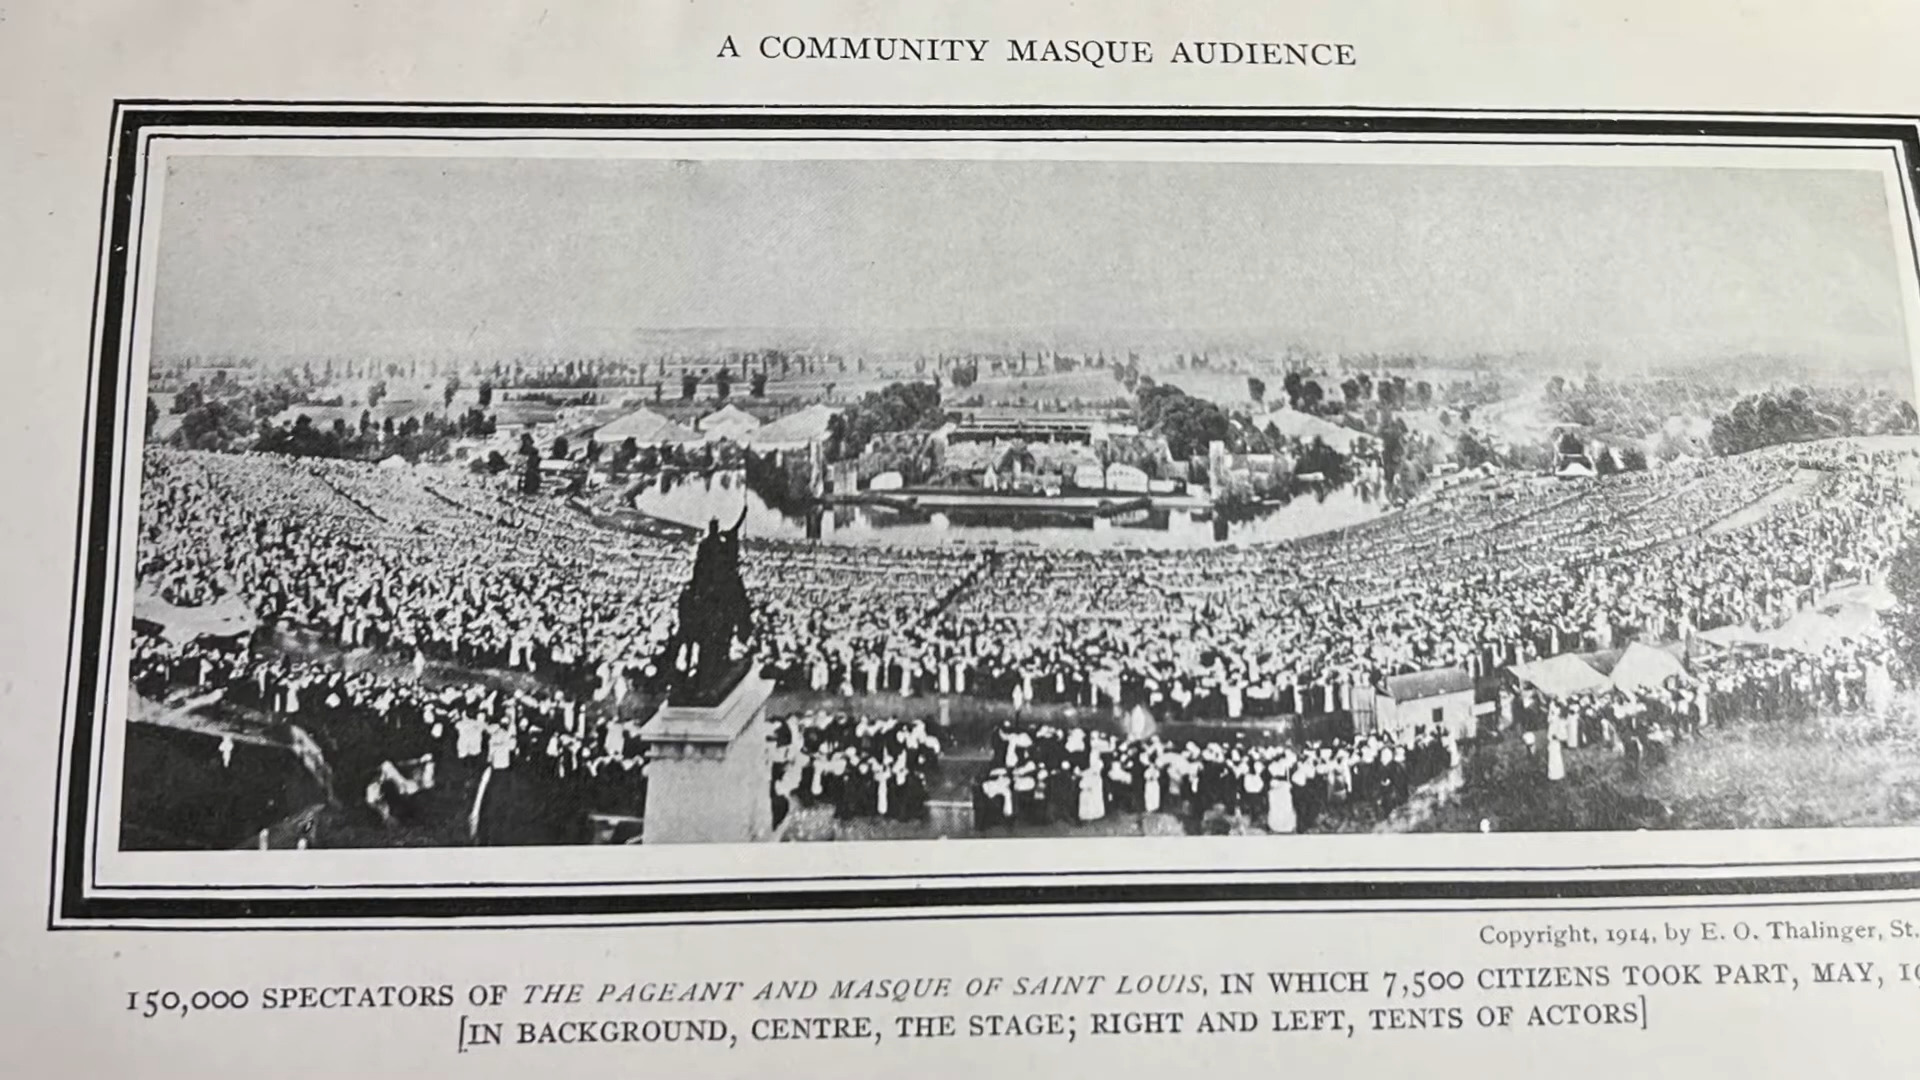 A COMMUNITY MASQUE AUDIENCE
Copyright, 1914, by E. O. Thalinger, St.
150,000 SPECTATORS OF THE PAGEANT AND MASQUE OF SAINT LOUIS, IN WHICH 7,500 CITIZENS TOOK PART, MAY,
[IN BACKGROUND, CENTRE, THE STAGE; RIGHT AND LEFT, TENTS OF ACTORS]